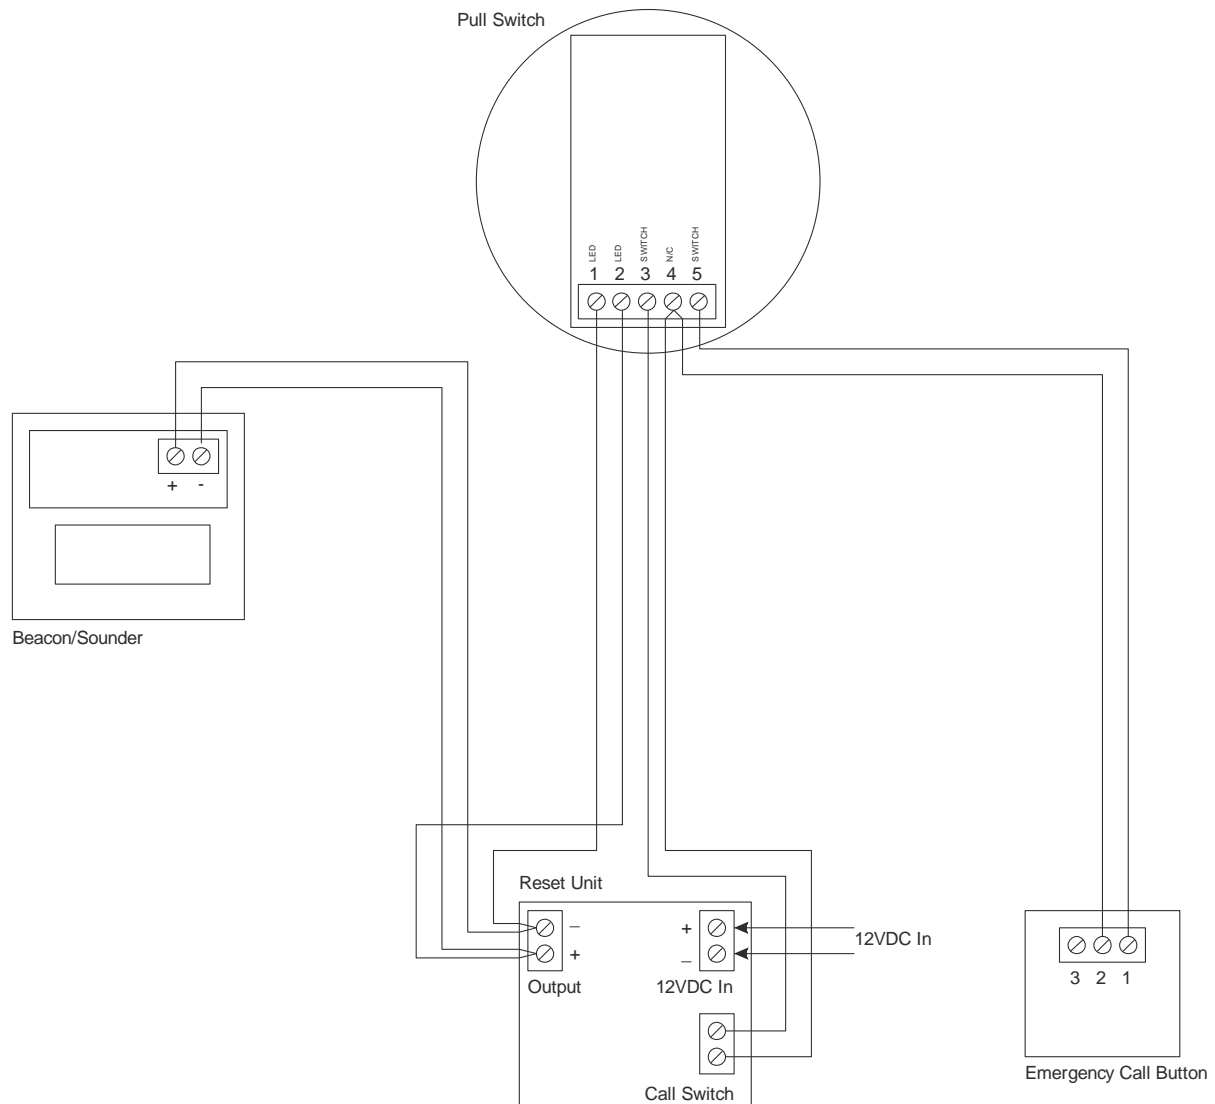 Pull Switch
LED
LED
SWITCH
N/C
SWITCH
1 2 3 4 5
+ -
Beacon/Sounder
Reset Unit
– +
+ – 12VDC In
Output 12VDC In
3 2 1
Call Switch
Emergency Call Button